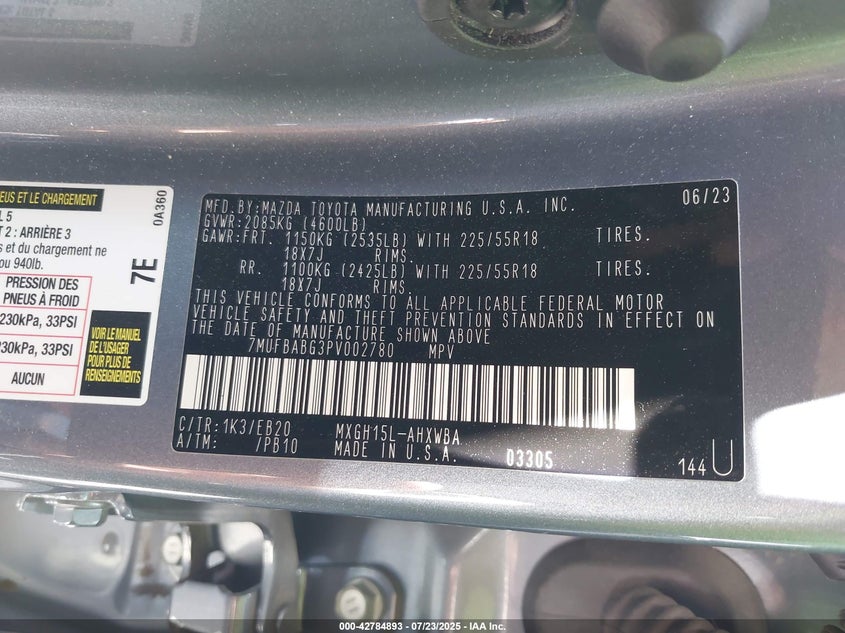 NEUS ET LE CHARGEMENT
L 5
T 2 : ARRIÈRE 3
s et du chargement ne
ou 940lb.
PRESSION DES
PNEUS À FROID
230kPa, 33PSI
230kPa, 33PSI
AUCUN
0A360
7E
VOIR LE MANUEL
DE L'USAGER
POUR PLUS DE
RENSEIGNEMENTS
MFD.BY:MAZDA TOYOTA MANUFACTURING U.S.A. INC. 06/23
GVWR:2085KG (4600LB)
GAWR:FRT. 1150KG (2535LB) WITH 225/55R18 TIRES.
18X7J RIMS.
RR. 1100KG (2425LB) WITH 225/55R18 TIRES.
18X7J RIMS.
THIS VEHICLE CONFORMS TO ALL APPLICABLE FEDERAL MOTOR
VEHICLE SAFETY AND THEFT PREVENTION STANDARDS IN EFFECT ON
THE DATE OF MANUFACTURE SHOWN ABOVE
7MUFBABG3PV002780 MPV
C/TR:1K3/EB20 MXGH15L-AHXWBA
A/TM: /PB10 MADE IN U.S.A. 03305
144 U
000-42784893 - 07/23/2025 - IAA Inc.